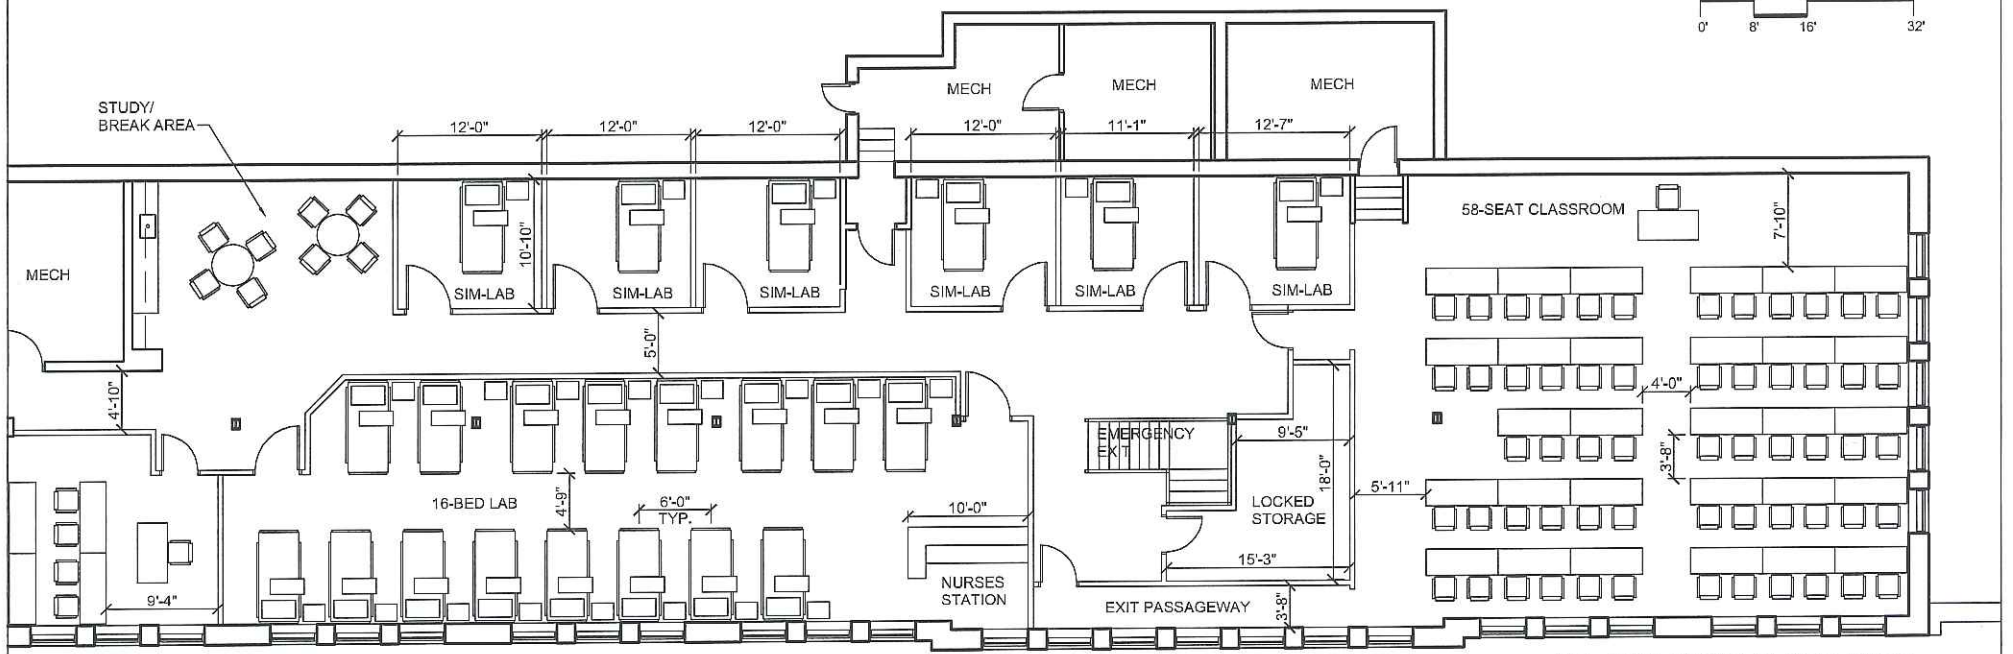 0' 8' 16' 32'
MECH
MECH
MECH
STUDY/
BREAK AREA
12'-0"
12'-0"
12'-0"
12'-0"
11'-1"
12'-7"
58-SEAT CLASSROOM
7'-10"
10'-10"
MECH
SIM-LAB
SIM-LAB
SIM-LAB
SIM-LAB
SIM-LAB
SIM-LAB
5'-0"
4'-10"
4'-0"
EMERGENCY
EXIT
9'-5"
18'-0"
3'-8"
5'-11"
16-BED LAB
4'-9"
6'-0"
TYP.
10'-0"
LOCKED
STORAGE
15'-3"
9'-4"
NURSES
STATION
EXIT PASSAGEWAY
3'-8"